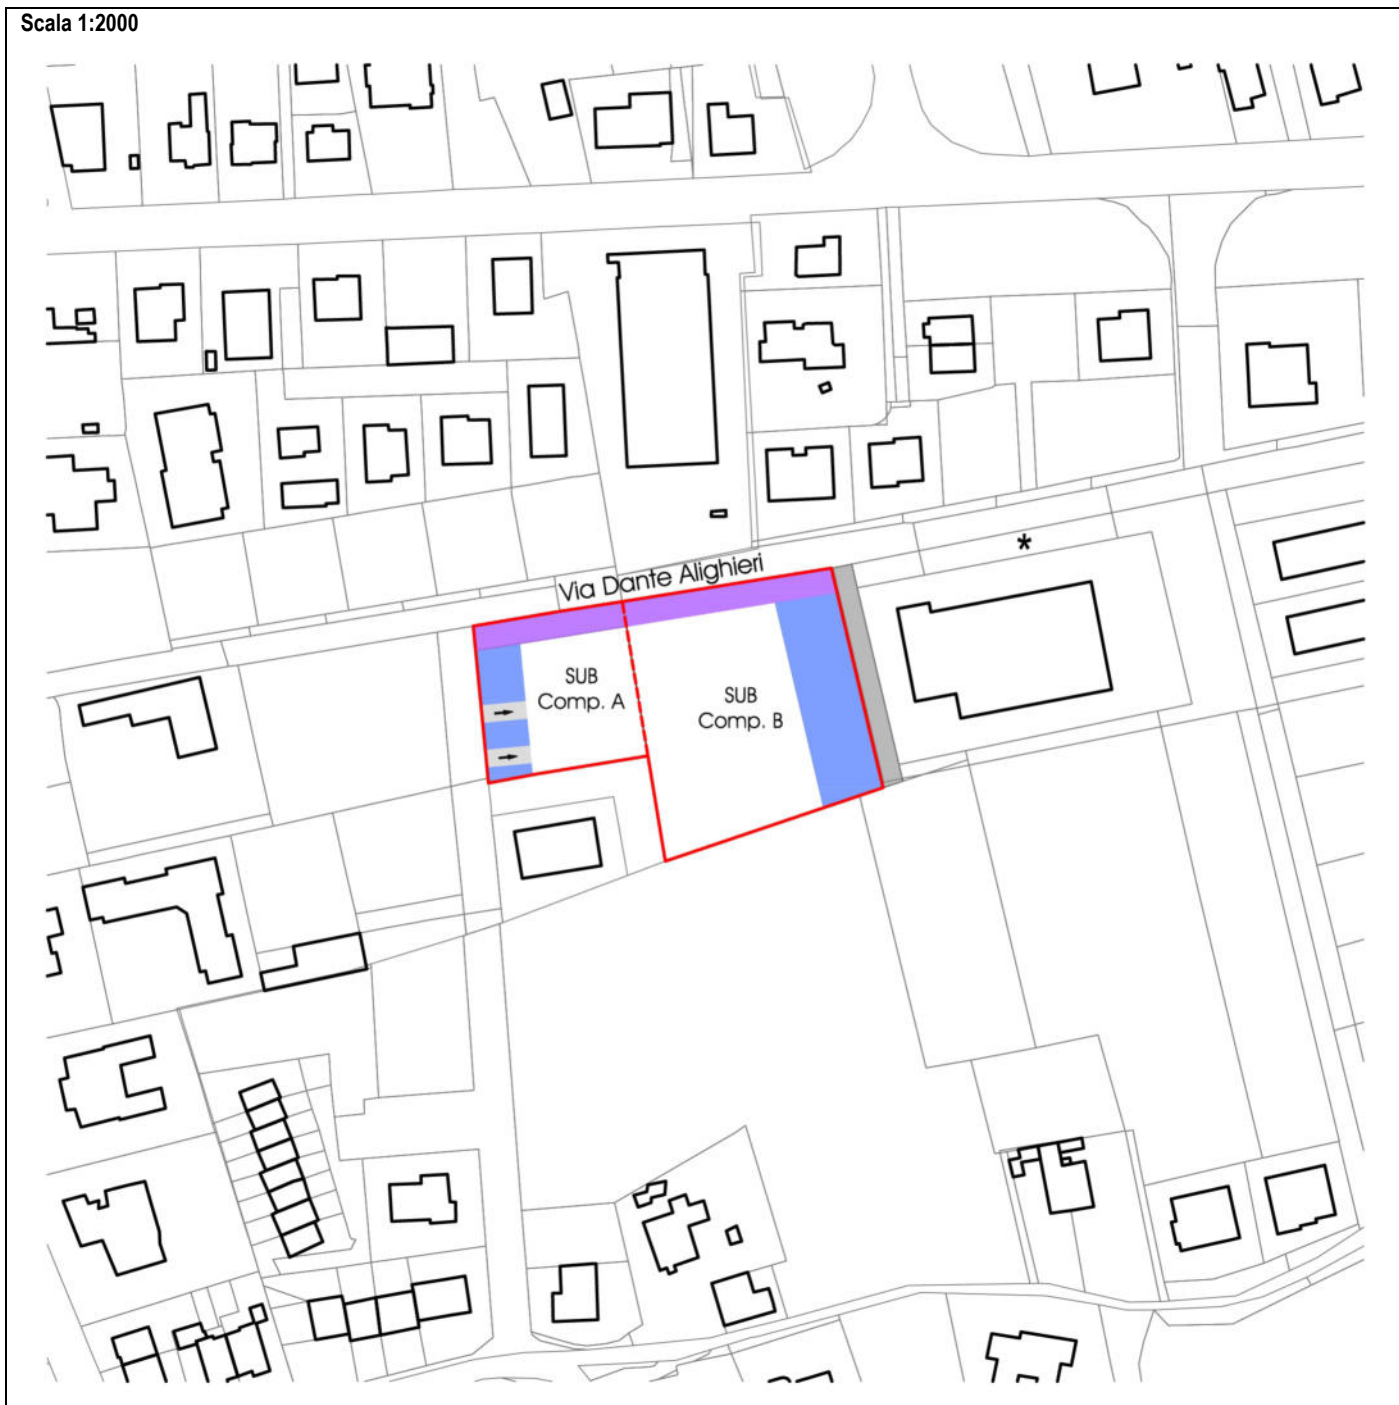 Scala 1:2000
*
Via Dante Alighieri
SUB
Comp. A
SUB
Comp. B